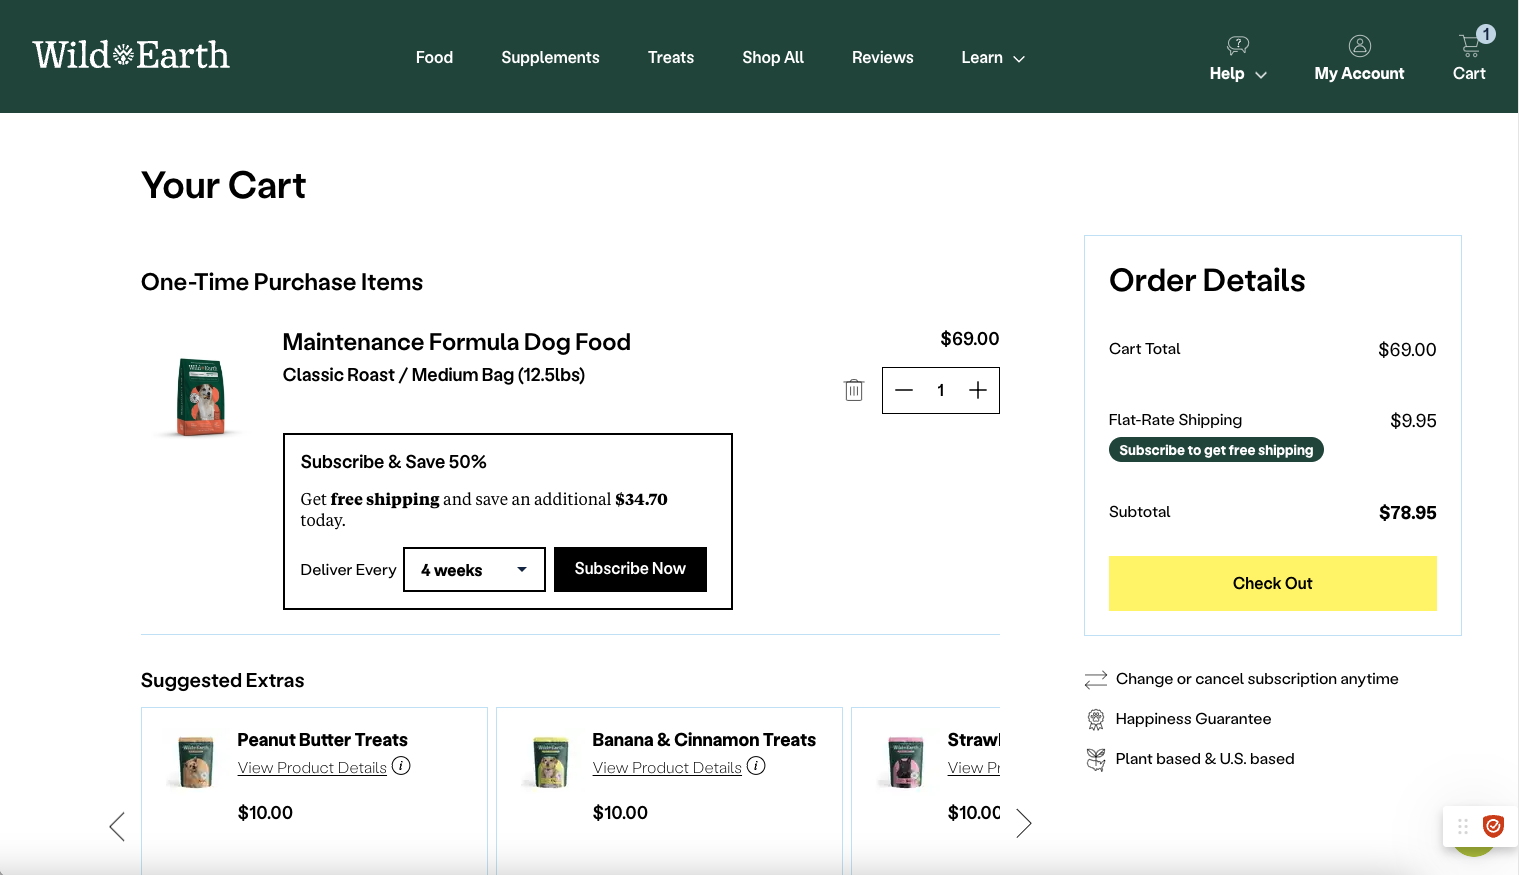 Wild Earth
Food
Supplements
Treats
Shop All
Reviews
Learn
Help
My Account
1
Cart
Your Cart
One-Time Purchase Items
Maintenance Formula Dog Food
Classic Roast / Medium Bag (12.5lbs)
$69.00
1
Subscribe & Save 50%
Get free shipping and save an additional $34.70
today.
Deliver Every
4 weeks
Subscribe Now
Order Details
Cart Total
$69.00
Flat-Rate Shipping
$9.95
Subscribe to get free shipping
Subtotal
$78.95
Check Out
Change or cancel subscription anytime
Happiness Guarantee
Plant based & U.S. based
Suggested Extras
Peanut Butter Treats
View Product Details
$10.00
Banana & Cinnamon Treats
View Product Details
$10.00
View
$10.00